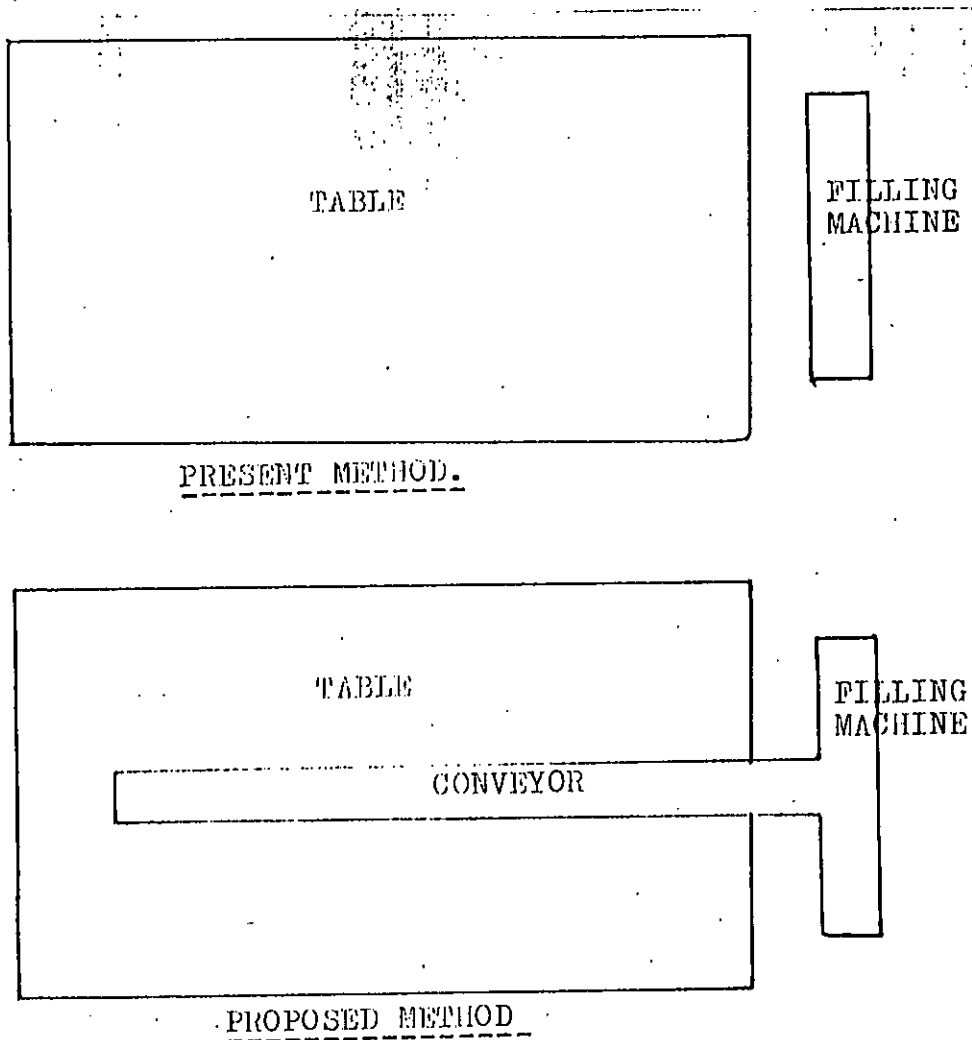 TABLE
FILLING
MACHINE
PRESENT METHOD.
TABLE
FILLING
MACHINE
CONVEYOR
PROPOSED METHOD